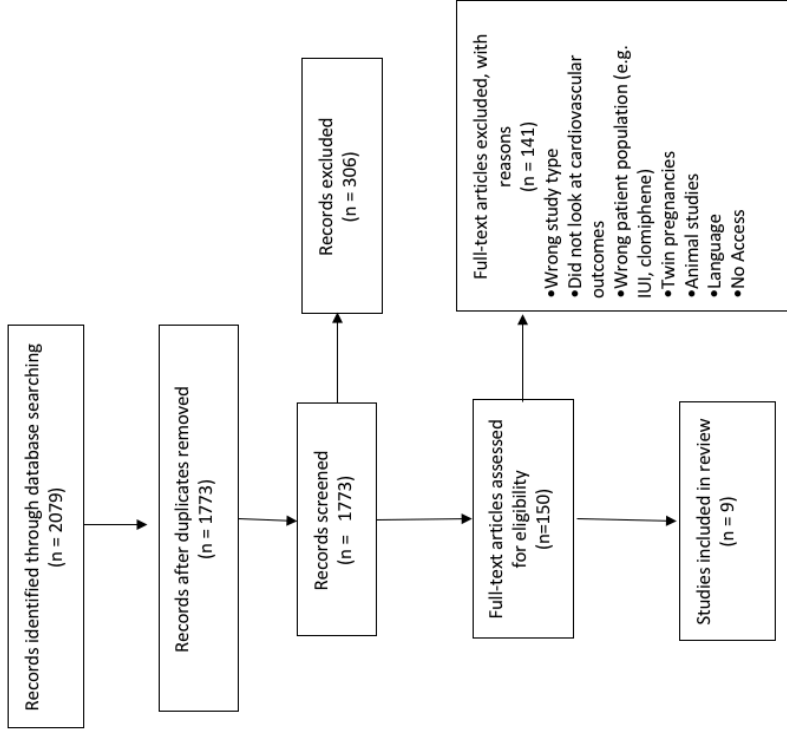 Records identified through database searching
(n = 2079)
Records after duplicates removed
(n = 1773)
Records screened
(n =  1773)
Records excluded
(n = 306)
Full-text articles assessed
for eligibility
(n=150)
Full-text articles excluded, with
reasons
(n = 141)
•Wrong study type
•Did not look at cardiovascular
outcomes
•Wrong patient population (e.g.
IUI, clomiphene)
•Twin pregnancies
•Animal studies
•Language
•No Access
Studies included in review
(n = 9)